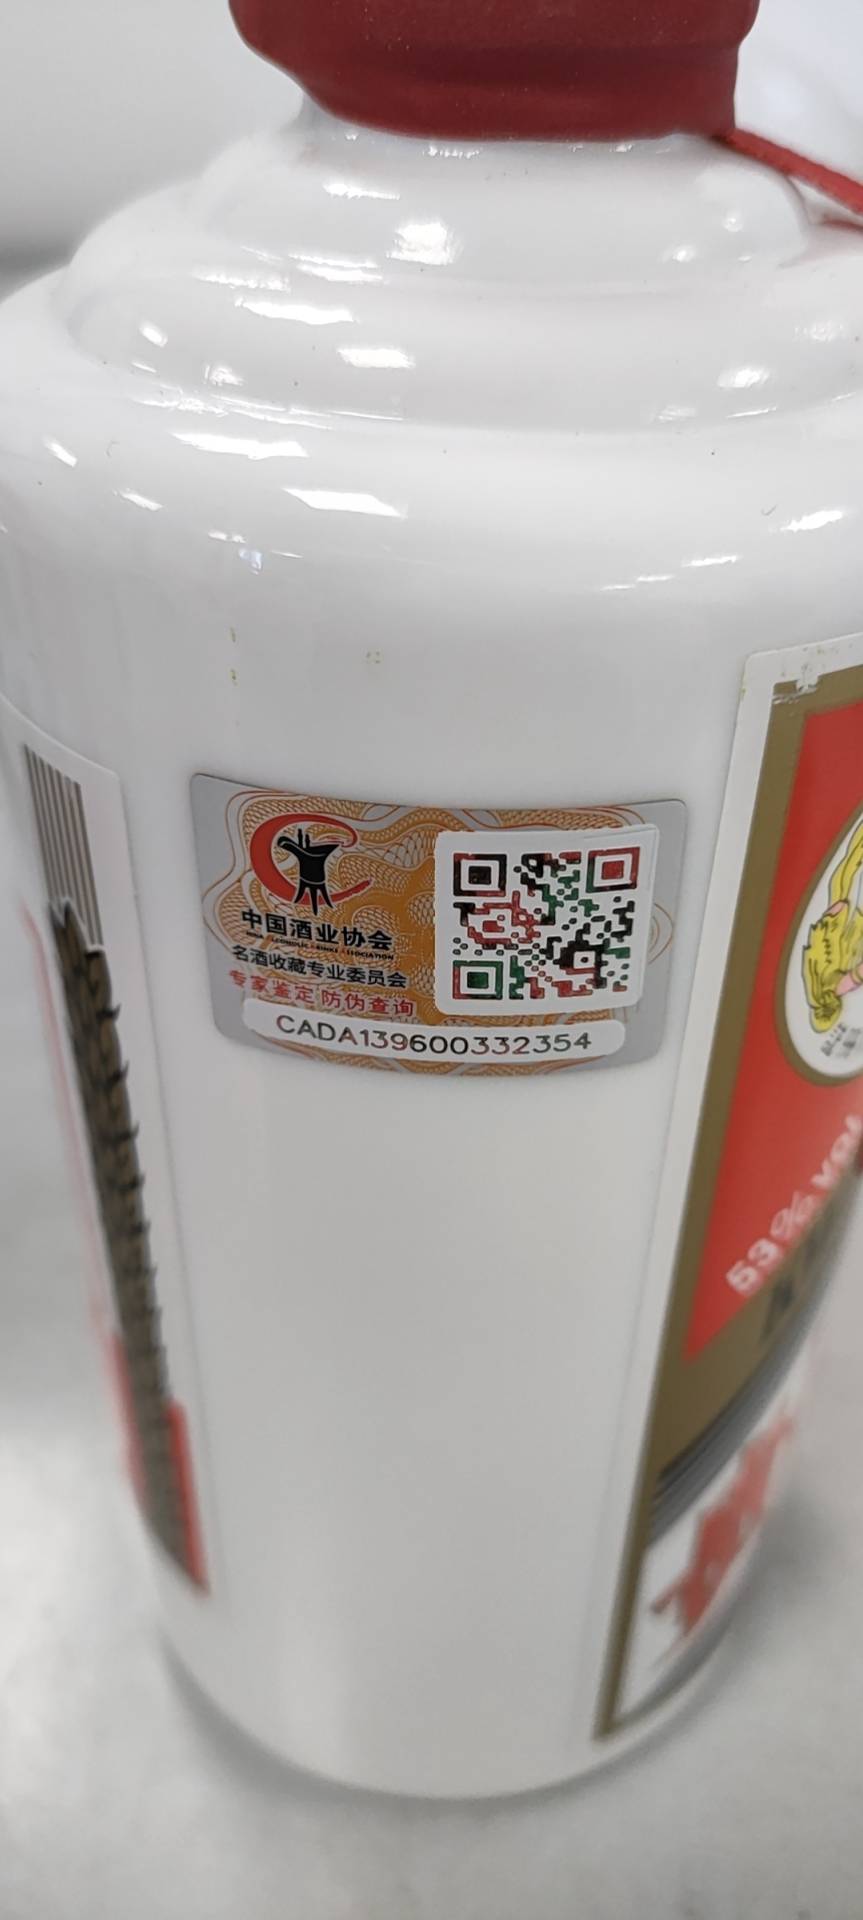 中国酒业协会
名酒收藏专业委员会
专家鉴定 防伪查询
CADA139600332354
53% VOL